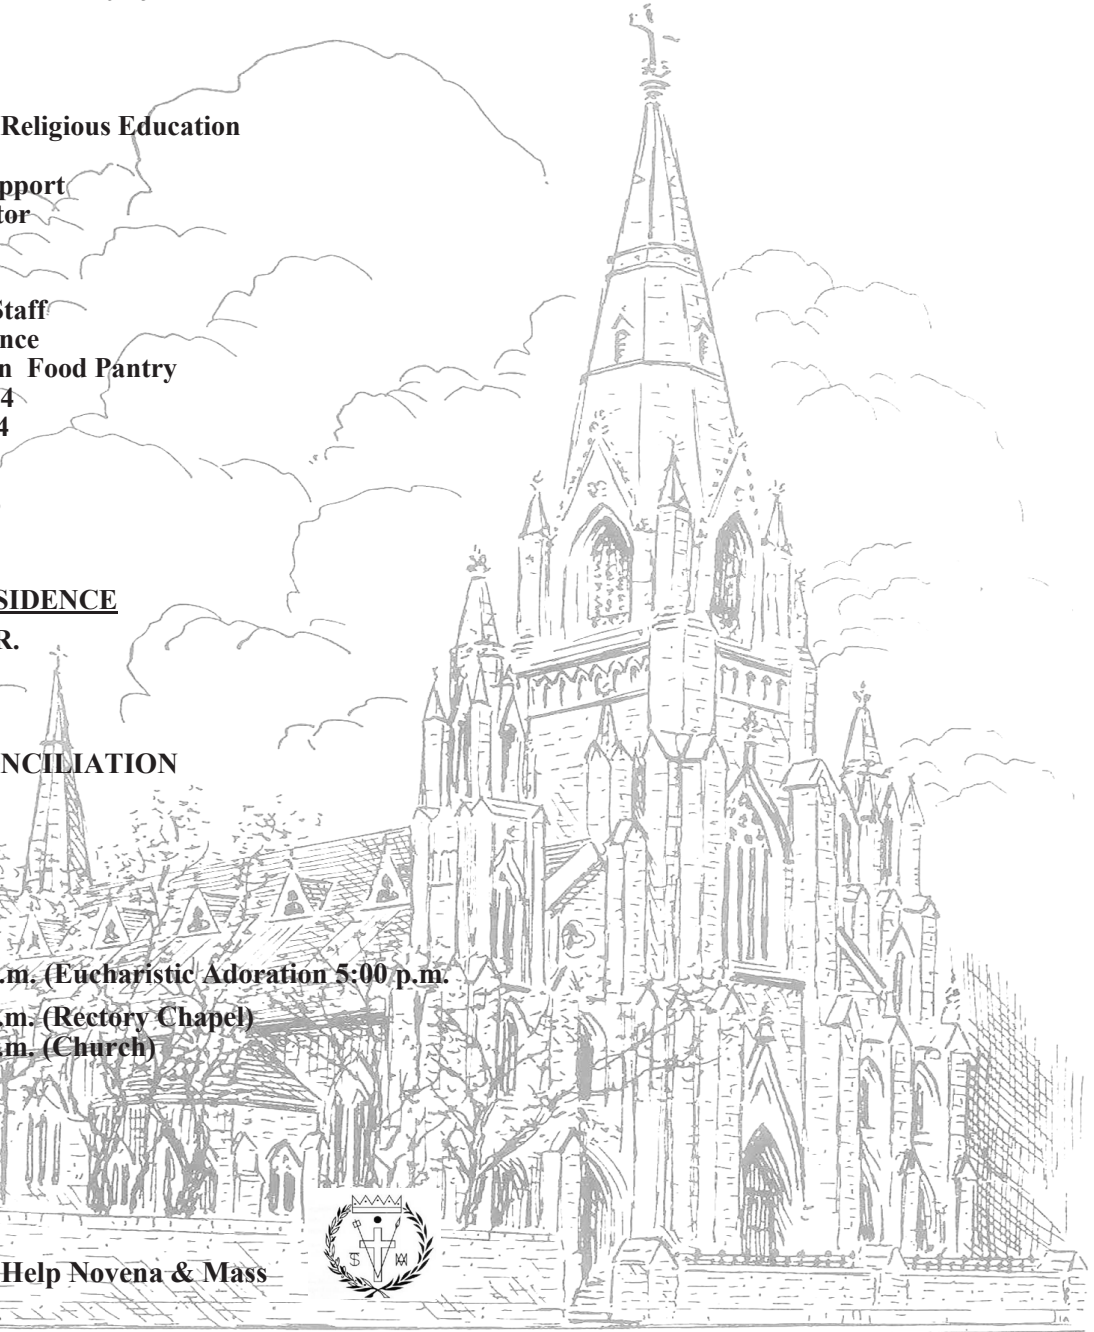 Religious Education
pport
tor
Staff
nce
n Food Pantry
4
4
SIDENCE
R.
NCILIATION
.m. (Eucharistic Adoration 5:00 p.m.
.m. (Rectory Chapel)
.m. (Church)
Help Novena & Mass